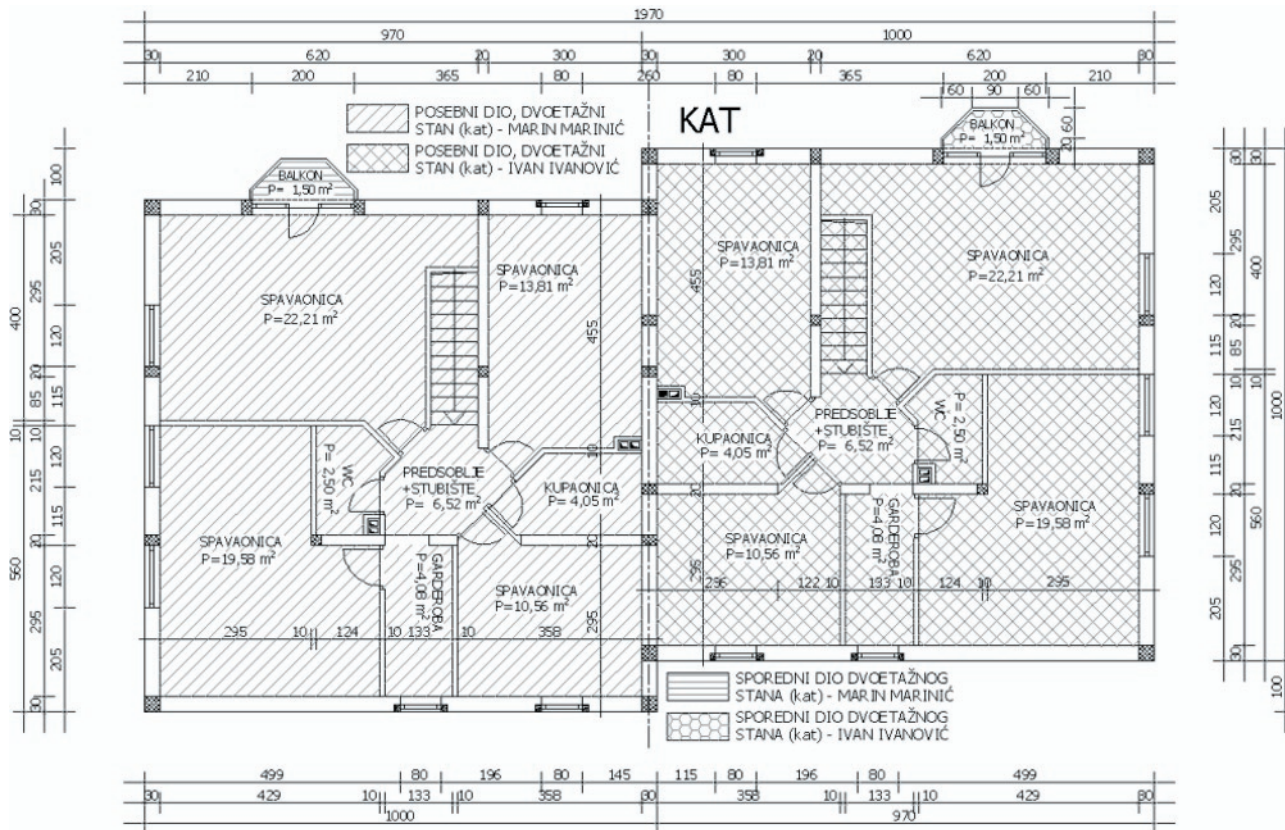 1970
970 1000
30 620 20 300 30 300 20 620 80
210 200 365 80 260 80 365 200 210
60 90 60
POSEBNI DIO, DVOETAŽNI
STAN (kat) - MARIN MARINIĆ
POSEBNI DIO, DVOETAŽNI
STAN (kat) - IVAN IVANOVIĆ
KAT
BALKON
P= 1,50 m²
60
20
BALKON
P= 1,50 m²
100
30
205
295
400
120
20
85
115
10
10
120
215
115
20
560
120
295
205
30
SPAVAONICA
P=22,21 m²
SPAVAONICA
P=13,81 m²
455
10
WC
P= 2,50 m²
PREDSOBLJE
+STUBIŠTE
P= 6,52 m²
KUPAONICA
P= 4,05 m²
20
SPAVAONICA
P=19,58 m²
GARDEROBA
P=4,08 m²
SPAVAONICA
P=10,56 m²
295
295 10 124 10 133 10 358
SPAVAONICA
P=13,81 m²
455
SPAVAONICA
P=22,21 m²
10
KUPAONICA
P= 4,05 m²
PREDSOBLJE
+STUBIŠTE
P= 6,52 m²
WC
P= 2,50 m²
20
SPAVAONICA
P=10,56 m²
GARDEROBA
P=4,08 m²
SPAVAONICA
P=19,58 m²
295
296 122 10 133 10 124 10 295
30
205
295
400
120
20
115
85
10
10
120
215
1000
115
20
560
120
295
205
30
100
SPOREDNI DIO DVOETAŽNOG
STANA (kat) - MARIN MARINIĆ
SPOREDNI DIO DVOETAŽNOG
STANA (kat) - IVAN IVANOVIĆ
499 80 196 80 145 115 80 196 80 499
30 429 10 133 10 358 30 358 10 133 10 429 80
1000 970